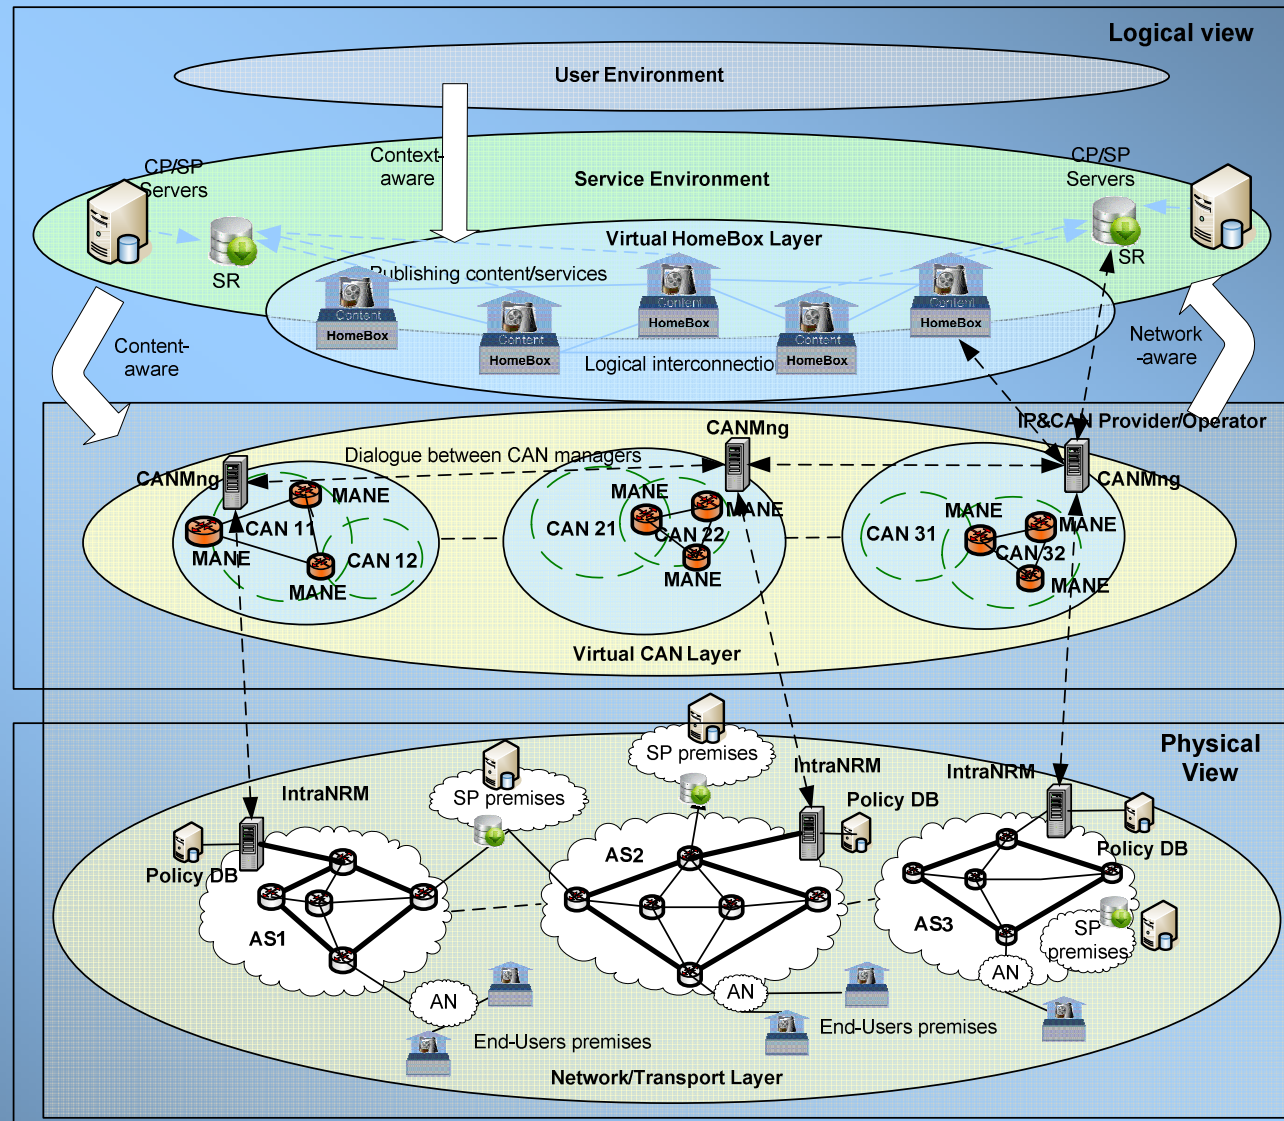 Logical view
User Environment
Context-
aware
CP/SP
Servers
Service Environment
CP/SP
Servers
SR
Virtual HomeBox Layer
SR
Publishing content/services
Content
HomeBox
Content
HomeBox
Content
HomeBox
Content
HomeBox
Content
HomeBox
Logical interconnection
Content-
aware
Network
-aware
IP&CAN Provider/Operator
CANMng
Dialogue between CAN managers
CANMng
CANMng
MANE
CAN 11
MANE
CAN 12
MANE
MANE
CAN 21
MANE
CAN 22
MANE
MANE
CAN 31
MANE
CAN 32
MANE
Virtual CAN Layer
Physical
View
SP premises
SP premises
IntraNRM
IntraNRM
IntraNRM
Policy DB
Policy DB
Policy DB
AS1
AS2
AS3
SP
premises
AN
AN
AN
End-Users premises
End-Users premises
Network/Transport Layer